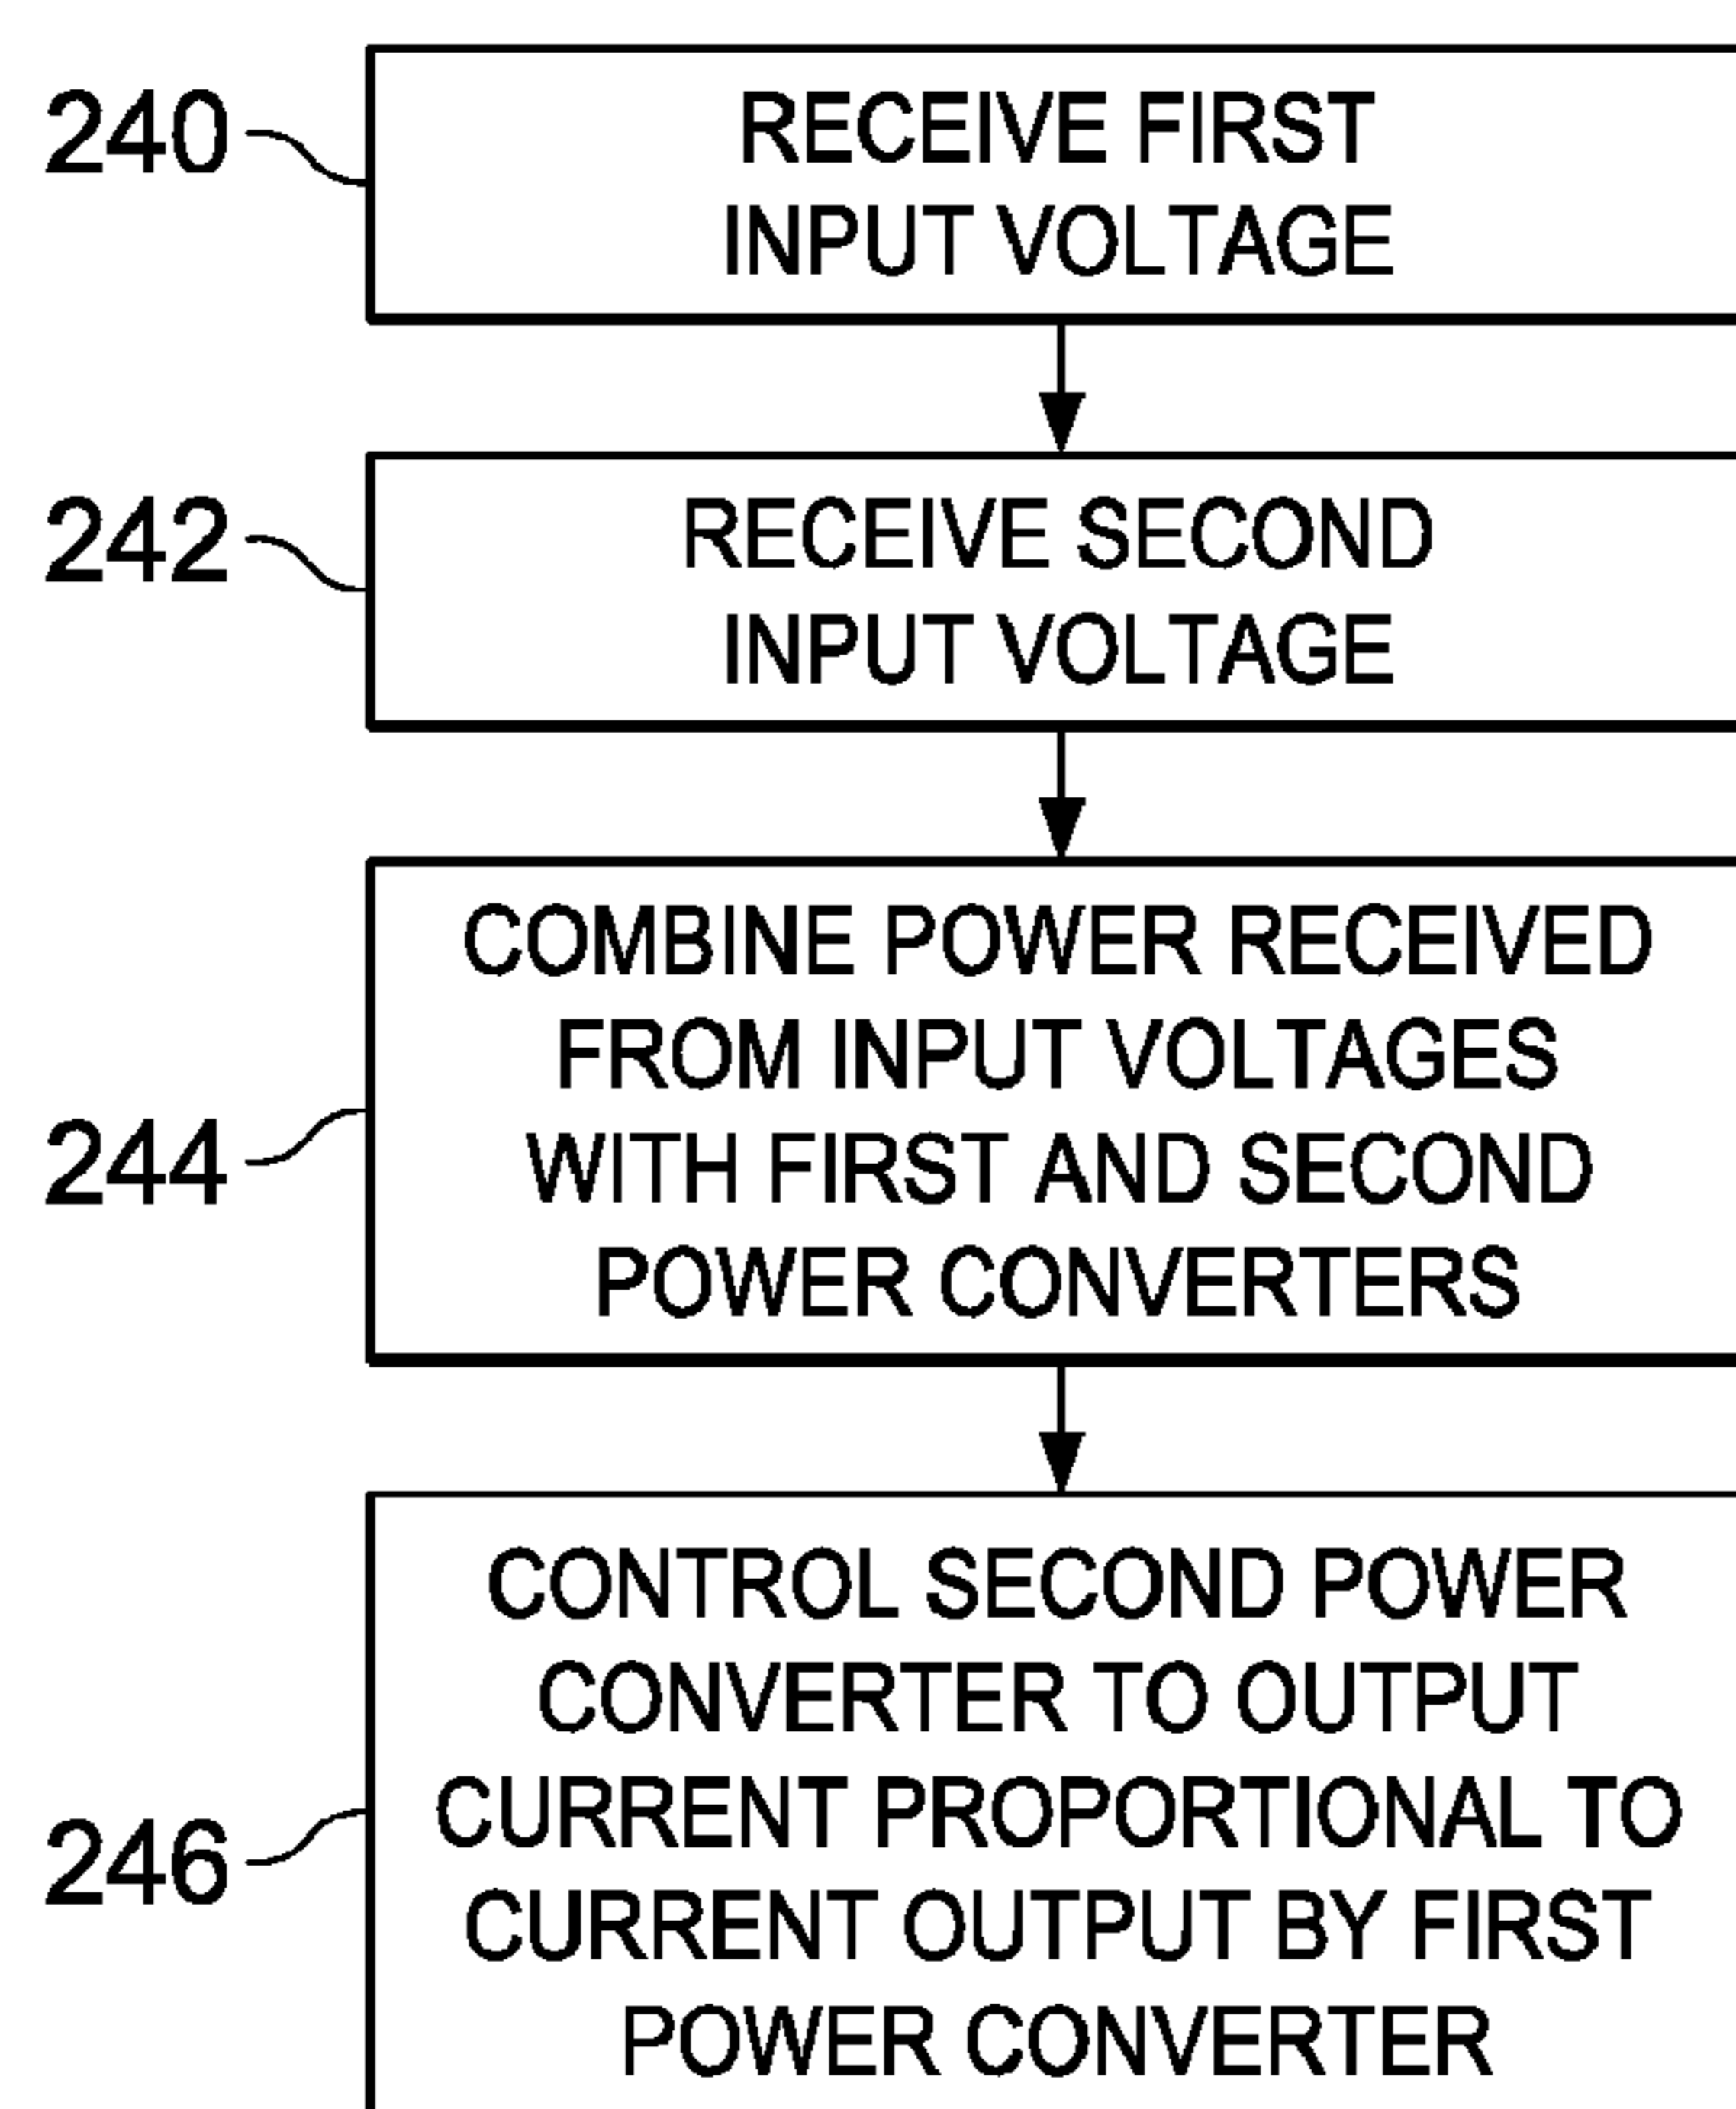 240
RECEIVE FIRST
INPUT VOLTAGE
242
RECEIVE SECOND
INPUT VOLTAGE
244
COMBINE POWER RECEIVED
FROM INPUT VOLTAGES
WITH FIRST AND SECOND
POWER CONVERTERS
246
CONTROL SECOND POWER
CONVERTER TO OUTPUT
CURRENT PROPORTIONAL TO
CURRENT OUTPUT BY FIRST
POWER CONVERTER